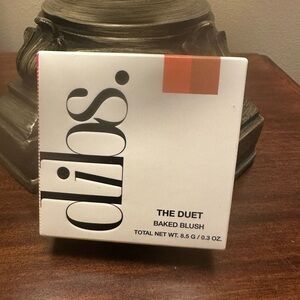 dibs.
THE DUET
BAKED BLUSH
TOTAL NET WT. 8.5 G / 0.3 OZ.